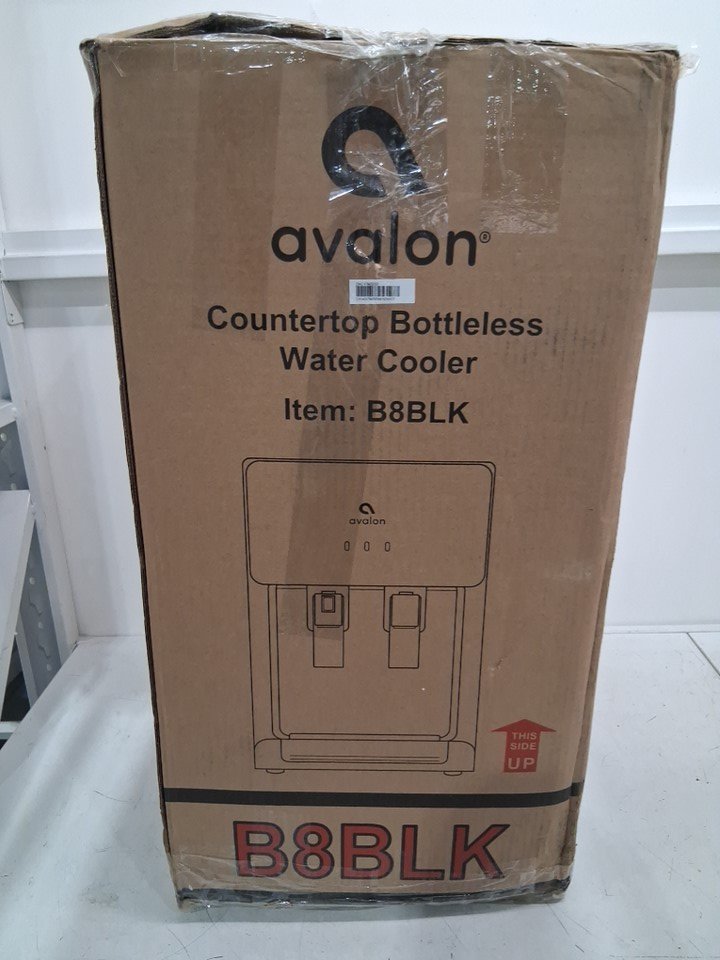 avalon®
Countertop Bottleless
Water Cooler
Item: B8BLK
avalon
THIS
SIDE
UP
B8BLK